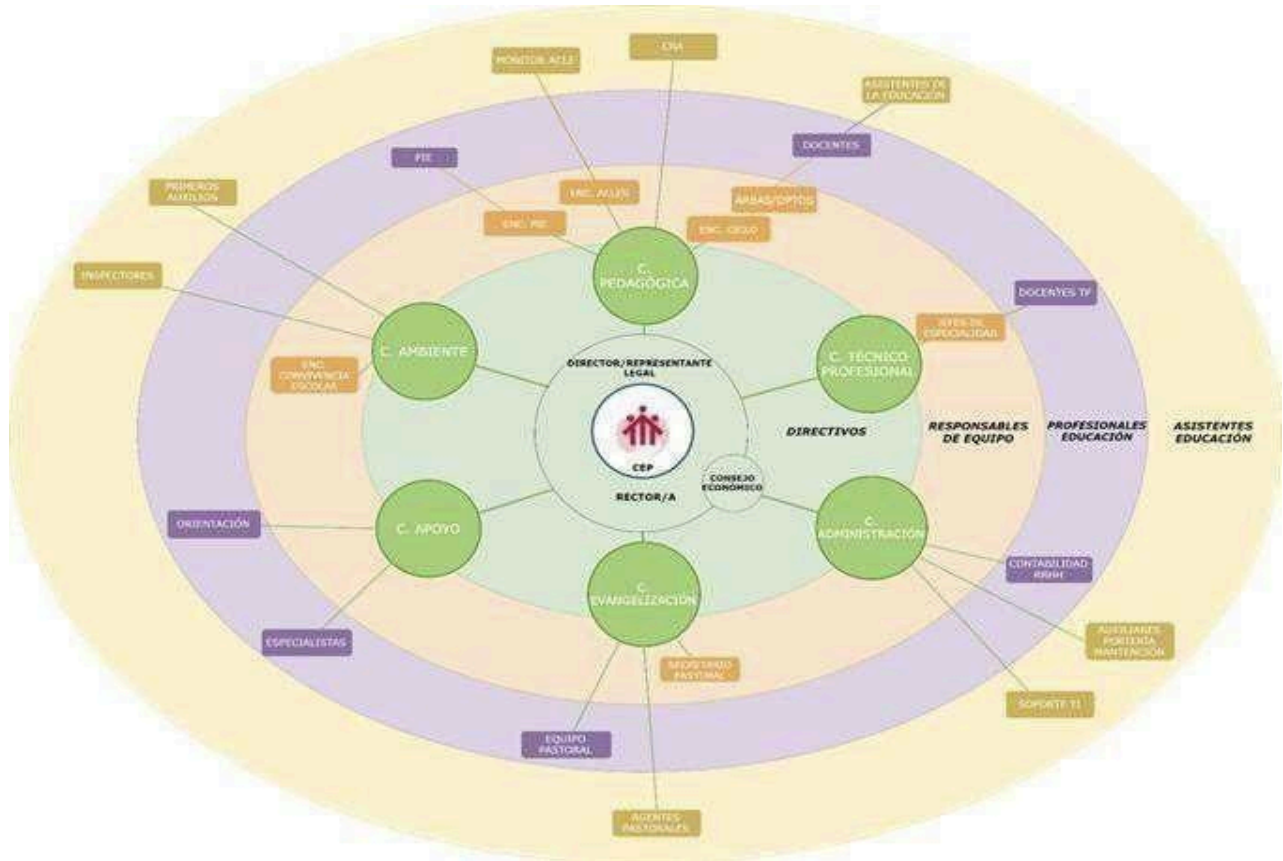 CRA
MONITOR ACLE
ASISTENTES DE
LA EDUCACIÓN
DOCENTES
PIE
PRIMEROS
AUXILIOS
ENC. ACLES
AREAS/DPTOS
ENC. PIE
ENC. CICLO
C.
PEDAGÓGICA
INSPECTORES
DOCENTES TP
JEFES DE
ESPECIALIDAD
C. AMBIENTE
C. TÉCNICO
PROFESIONAL
ENC.
CONVIVENCIA
ESCOLAR
DIRECTOR/REPRESENTANTE
LEGAL
CEP
RECTOR/A
CONSEJO
ECONÓMICO
DIRECTIVOS
RESPONSABLES
DE EQUIPO
PROFESIONALES
EDUCACIÓN
ASISTENTES
EDUCACIÓN
ORIENTACIÓN
C. APOYO
C.
ADMINISTRACIÓN
C.
EVANGELIZACIÓN
CONTABILIDAD
RRHH
ESPECIALISTAS
AUXILIARES
PORTERÍA
MANTENCIÓN
SECRETARIO
PASTORAL
SOPORTE TI
EQUIPO
PASTORAL
AGENTES
PASTORALES